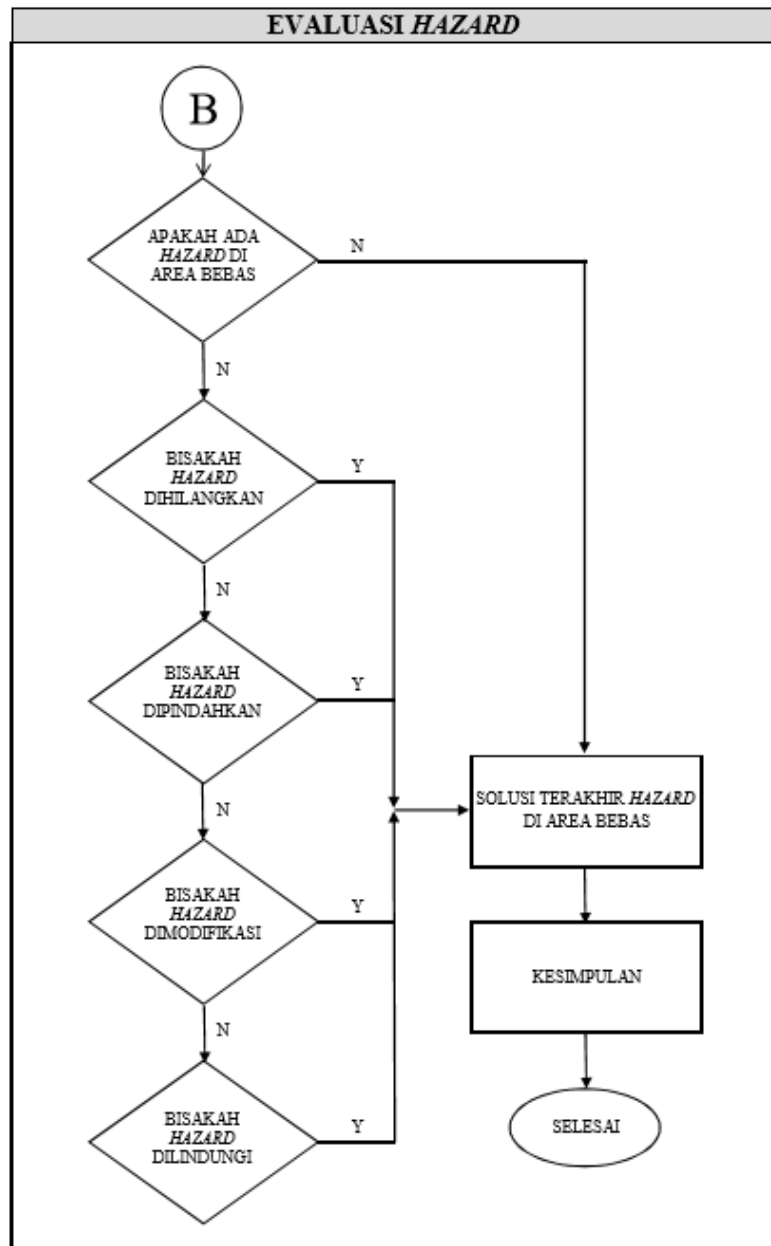 EVALUASI HAZARD
B
APAKAH ADA
HAZARD DI
AREA BEBAS
N
N
BISAKAH
HAZARD
DIHILANGKAN
Y
N
BISAKAH
HAZARD
DIPINDAHKAN
Y
N
SOLUSI TERAKHIR HAZARD
DI AREA BEBAS
BISAKAH
HAZARD
DIMODIFIKASI
Y
N
KESIMPULAN
BISAKAH
HAZARD
DILINDUNGI
Y
SELESAI